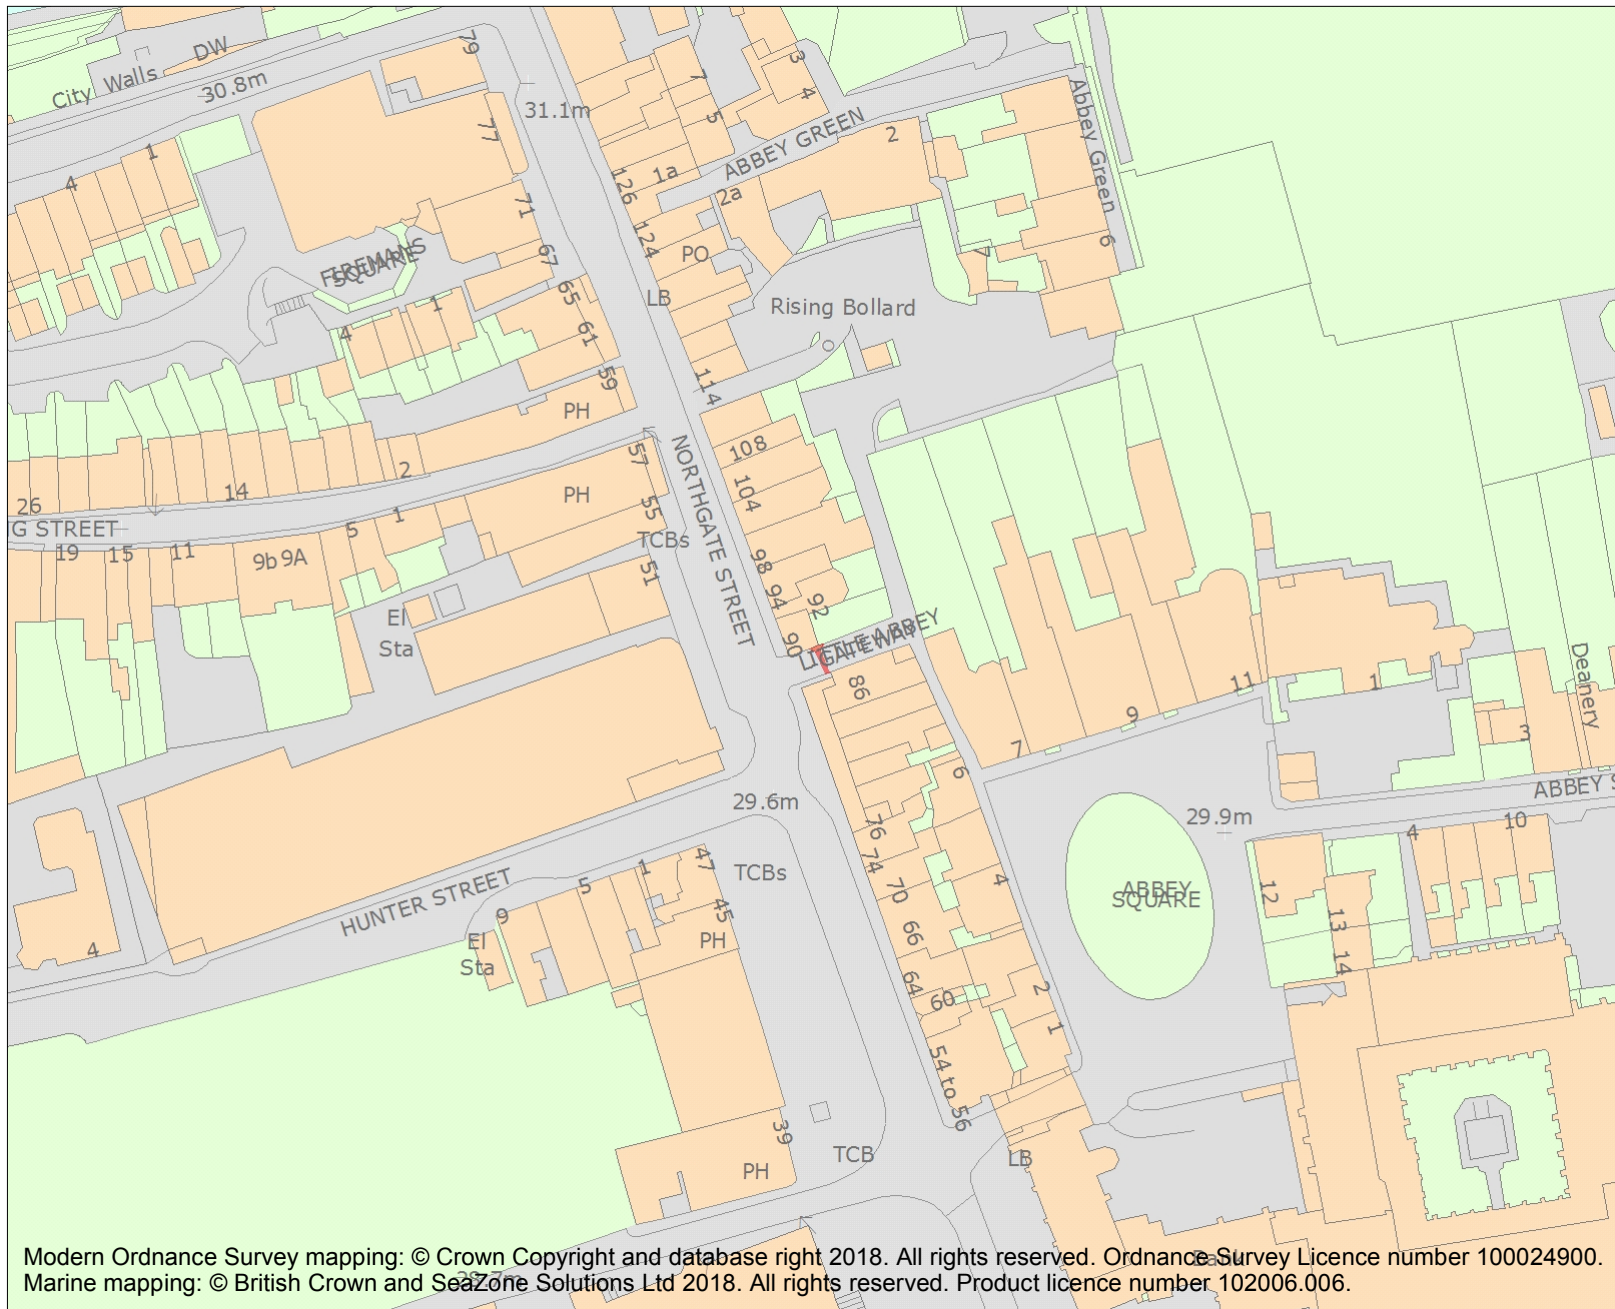 DW
City Walls
30.8m
79
31.1m
77
71
67
65
61
59
1
4
7
5
3
4
1a
126
124
2a
ABBEY GREEN
2
Abbey Green
6
7
PO
LB
Rising Bollard
FIREMANS
SQUARE
1
4
114
PH
2
14
26
G STREET
19
15
11
9b
9A
5
1
PH
57
55
TCBs
51
NORTHGATE STREET
108
104
98
94
92
90
El
Sta
LITTLE ABBEY
GATEWAY
86
7
9
11
1
Deanery
3
6
29.6m
29.9m
ABBEY S
4
10
76
74
70
66
64
60
54 to 56
4
2
1
ABBEY
SQUARE
12
13
14
HUNTER STREET
4
9
5
1
47
45
TCBs
El
Sta
PH
39
TCB
PH
LB
Bank
Modern Ordnance Survey mapping: © Crown Copyright and database right 2018. All rights reserved. Ordnance Survey Licence number 100024900.
Marine mapping: © British Crown and SeaZone Solutions Ltd 2018. All rights reserved. Product licence number 102006.006.